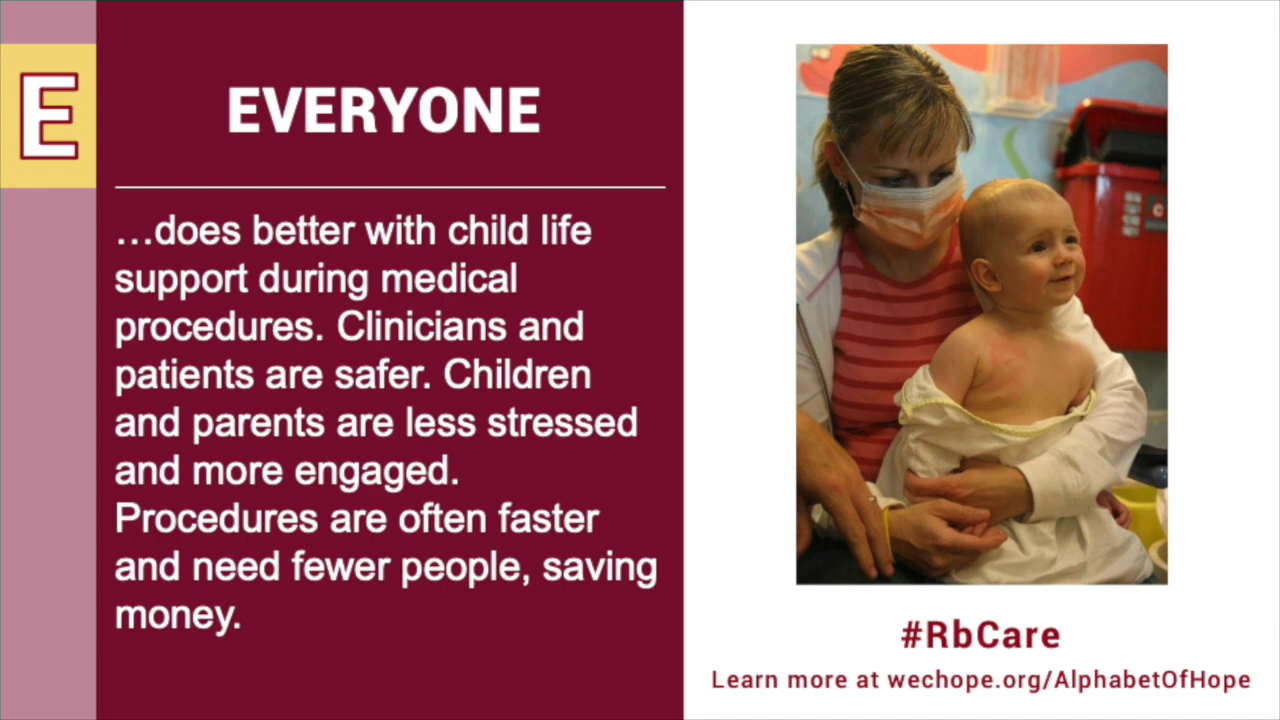 E
EVERYONE
…does better with child life
support during medical
procedures. Clinicians and
patients are safer. Children
and parents are less stressed
and more engaged.
Procedures are often faster
and need fewer people, saving
money.
#RbCare
Learn more at wechope.org/AlphabetOfHope